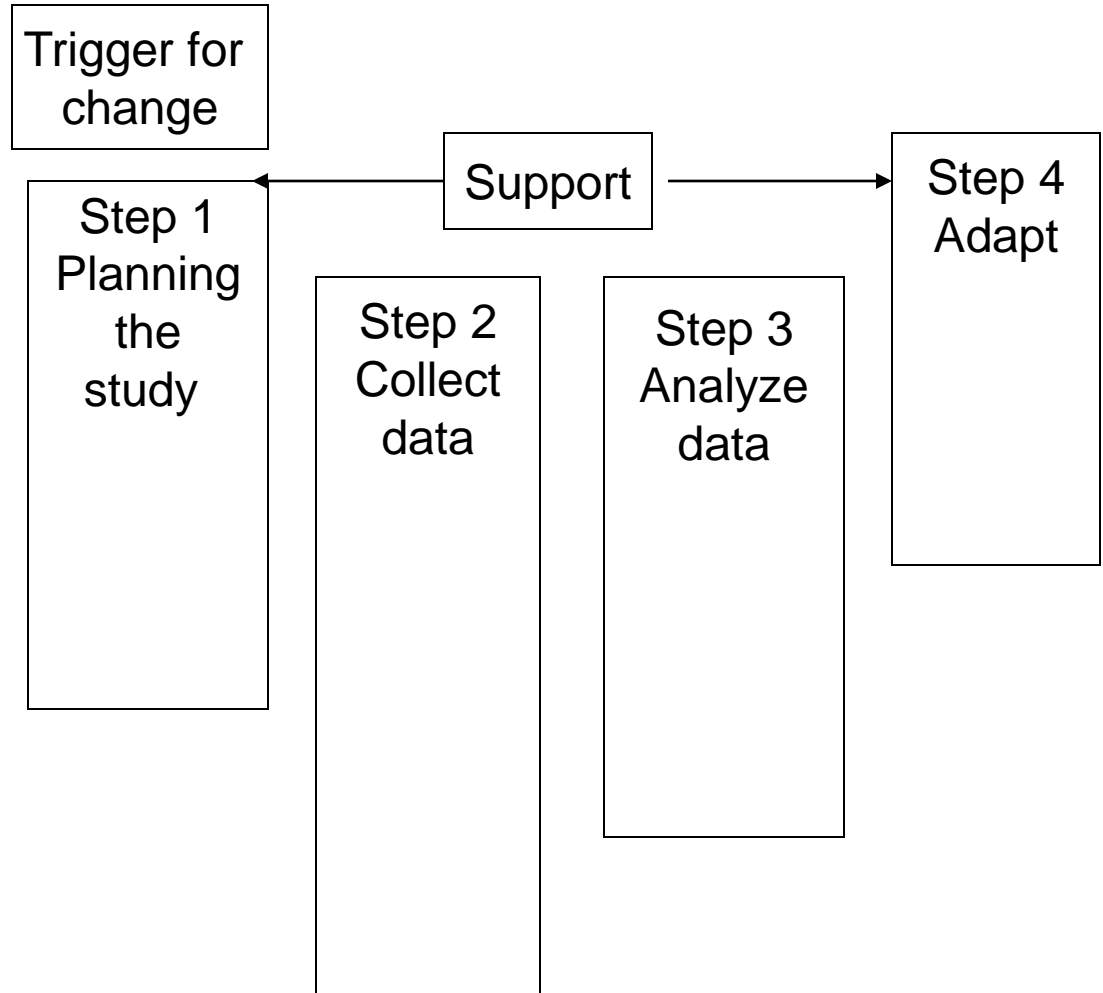 Trigger for
change
Support
Step 1
Planning
the
study
Step 2
Collect
data
Step 3
Analyze
data
Step 4
Adapt